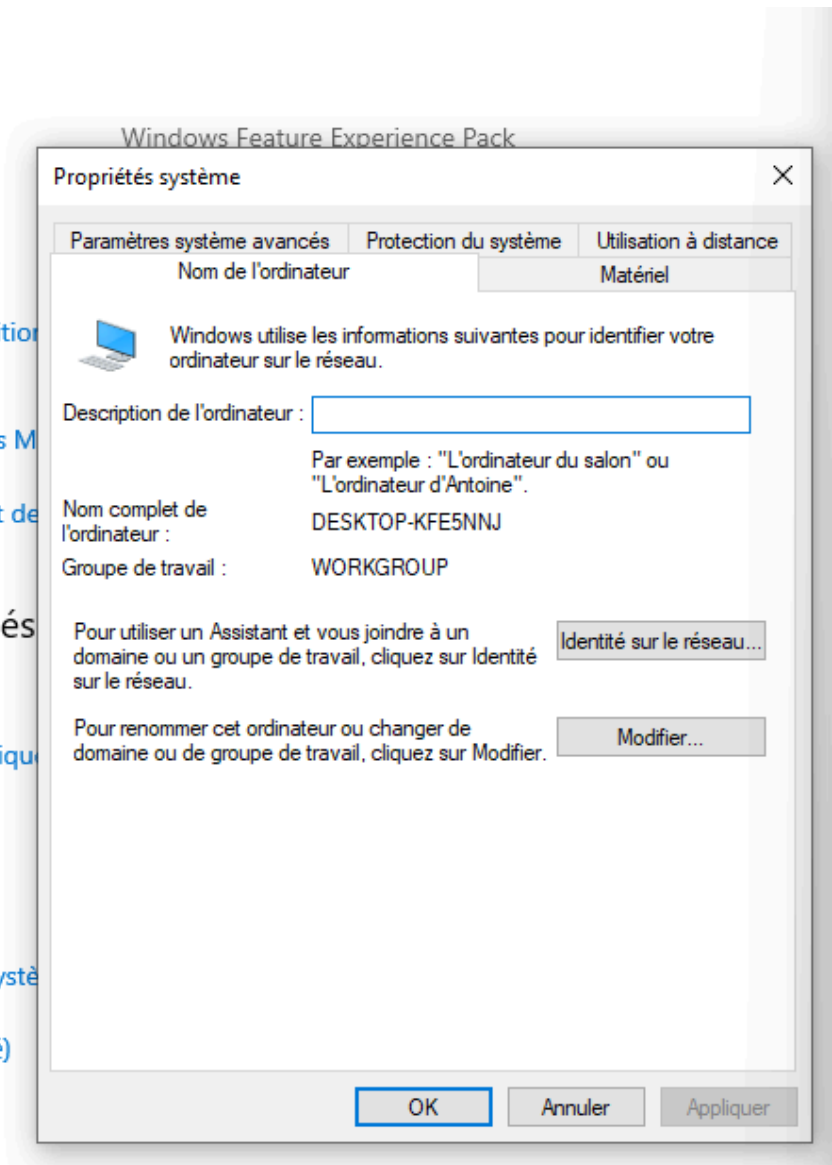 Windows Feature Experience Pack
Propriétés système
Paramètres système avancés Protection du système Utilisation à distance
Nom de l'ordinateur Matériel
Windows utilise les informations suivantes pour identifier votre
ordinateur sur le réseau.
Description de l'ordinateur :
Par exemple : "L'ordinateur du salon" ou
"L'ordinateur d'Antoine".
Nom complet de
l'ordinateur :
DESKTOP-KFE5NNJ
Groupe de travail : WORKGROUP
Pour utiliser un Assistant et vous joindre à un
domaine ou un groupe de travail, cliquez sur Identité
sur le réseau.
Identité sur le réseau...
Pour renommer cet ordinateur ou changer de
domaine ou de groupe de travail, cliquez sur Modifier.
Modifier...
OK Annuler Appliquer